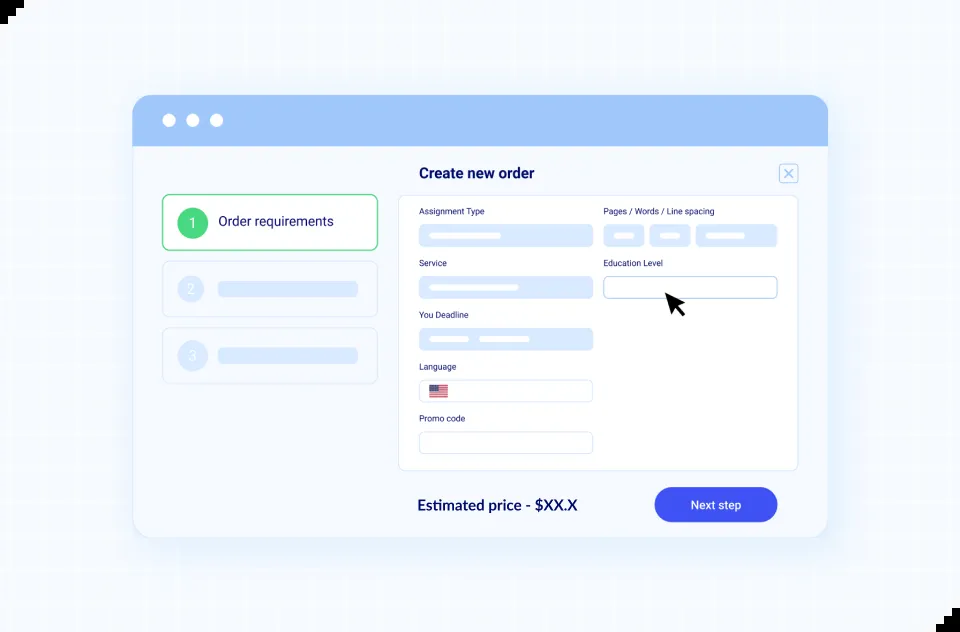 Create new order
1 Order requirements
2
3
Assignment Type
Pages / Words / Line spacing
Service
Education Level
You Deadline
Language
Promo code
Estimated price - $XX.X
Next step